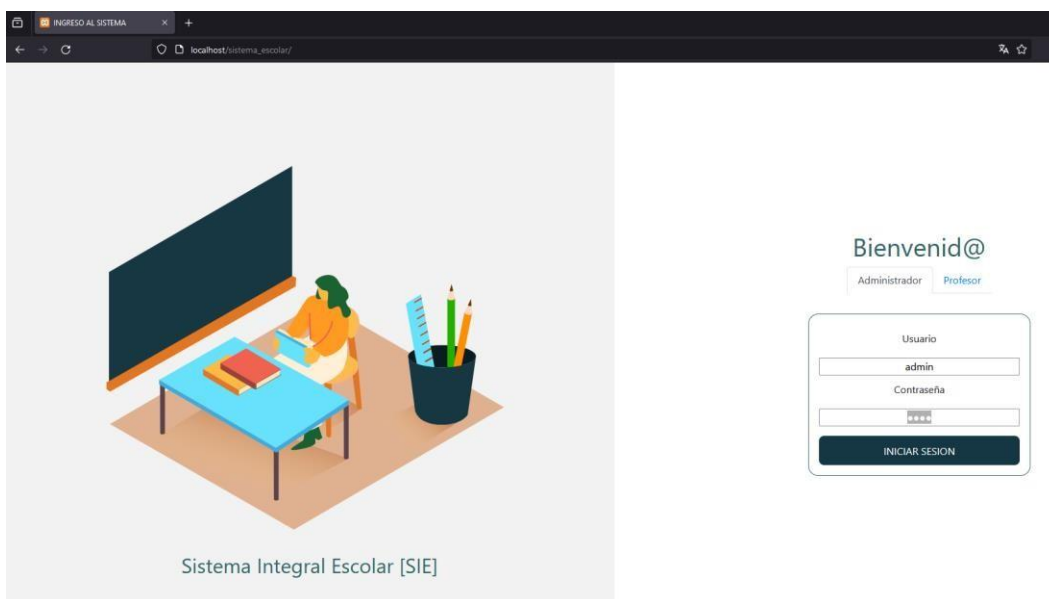 INGRESO AL SISTEMA
localhost/sistema_escolar/
Bienvenid@
Administrador Profesor
Usuario
admin
Contraseña
INICIAR SESION
Sistema Integral Escolar [SIE]